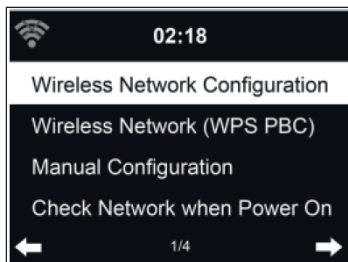 02:18
Wireless Network Configuration
Wireless Network (WPS PBC)
Manual Configuration
Check Network when Power On
1/4